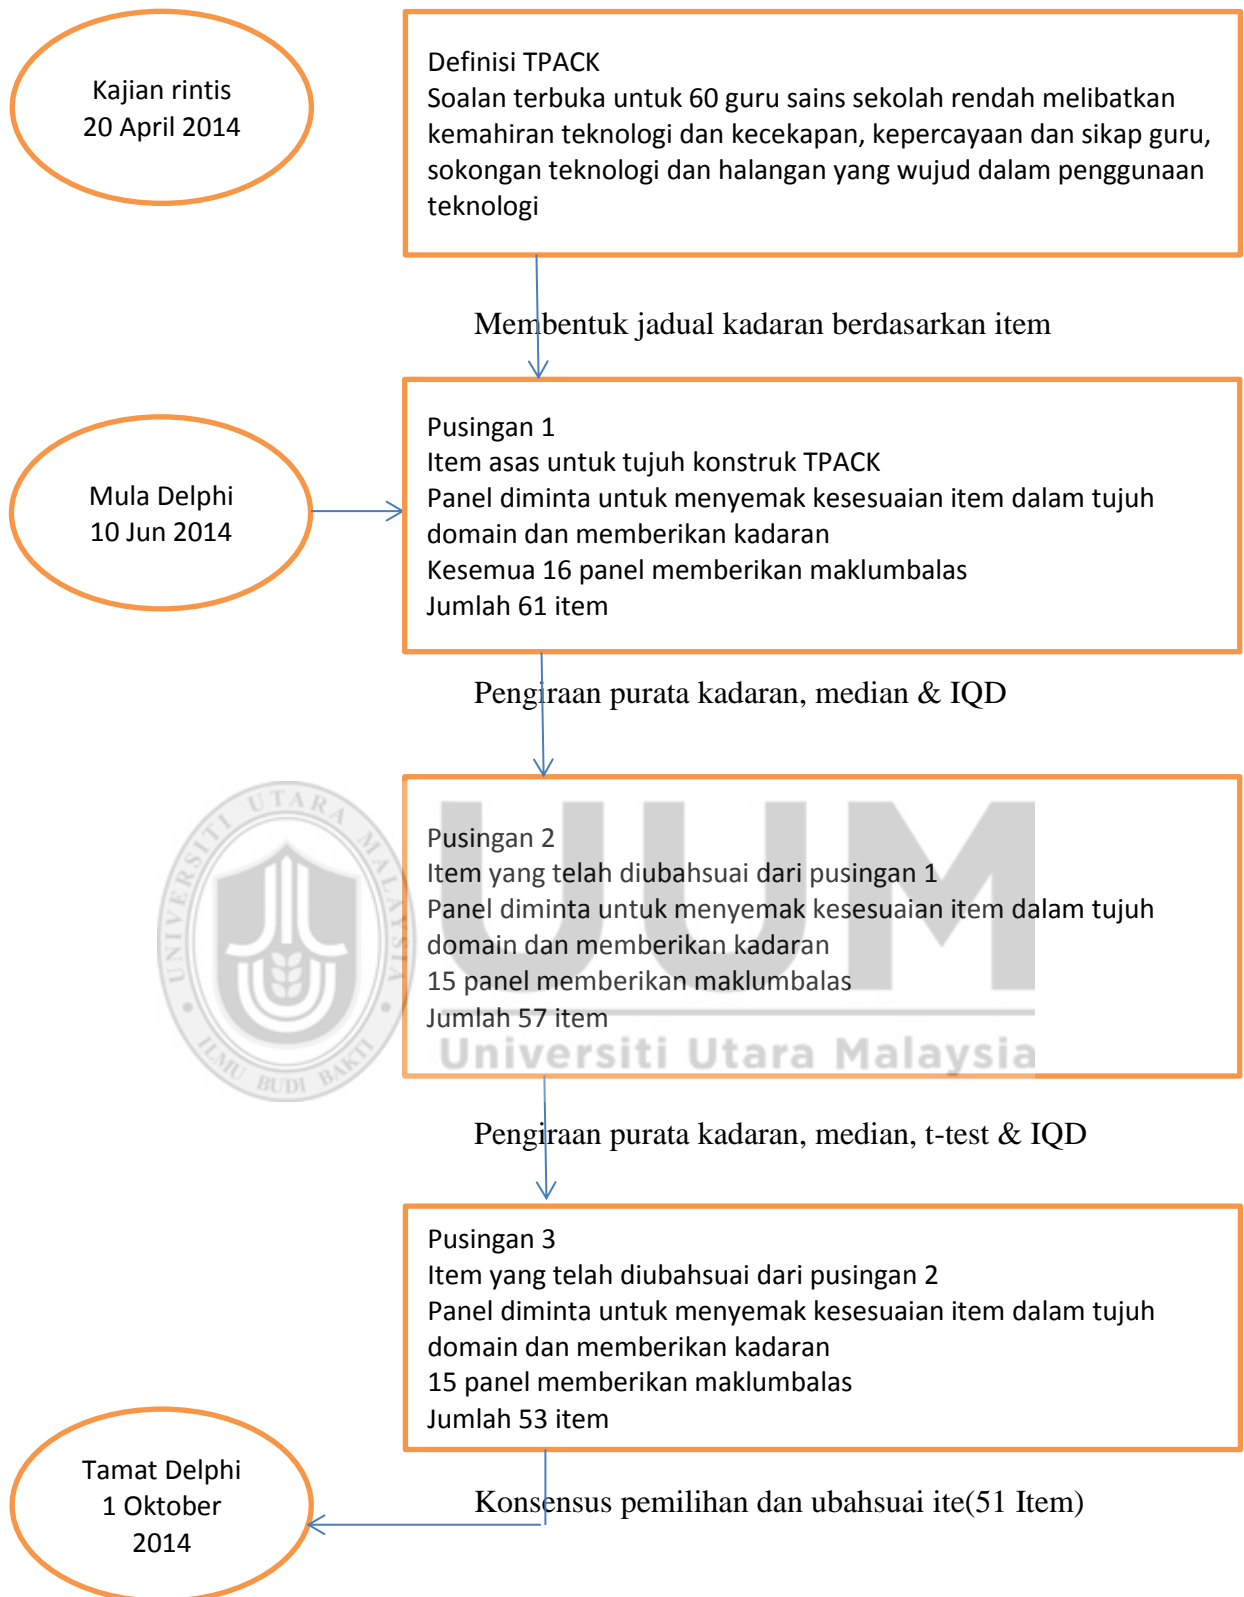 Kajian rintis
20 April 2014
Definisi TPACK
Soalan terbuka untuk 60 guru sains sekolah rendah melibatkan
kemahiran teknologi dan kecekapan, kepercayaan dan sikap guru,
sokongan teknologi dan halangan yang wujud dalam penggunaan
teknologi
Membentuk jadual kadaran berdasarkan item
Mula Delphi
10 Jun 2014
Pusingan 1
Item asas untuk tujuh konstruk TPACK
Panel diminta untuk menyemak kesesuaian item dalam tujuh
domain dan memberikan kadaran
Kesemua 16 panel memberikan maklumbalas
Jumlah 61 item
Pengiraan purata kadaran, median & IQD
Pusingan 2
Item yang telah diubahsuai dari pusingan 1
Panel diminta untuk menyemak kesesuaian item dalam tujuh
domain dan memberikan kadaran
15 panel memberikan maklumbalas
Jumlah 57 item
UNIVERSITI UTARA MALAYSIA
ILMU BUDI BAKTI
UUM
Universiti Utara Malaysia
Pengiraan purata kadaran, median, t-test & IQD
Pusingan 3
Item yang telah diubahsuai dari pusingan 2
Panel diminta untuk menyemak kesesuaian item dalam tujuh
domain dan memberikan kadaran
15 panel memberikan maklumbalas
Jumlah 53 item
Konsensus pemilihan dan ubahsuai ite(51 Item)
Tamat Delphi
1 Oktober
2014